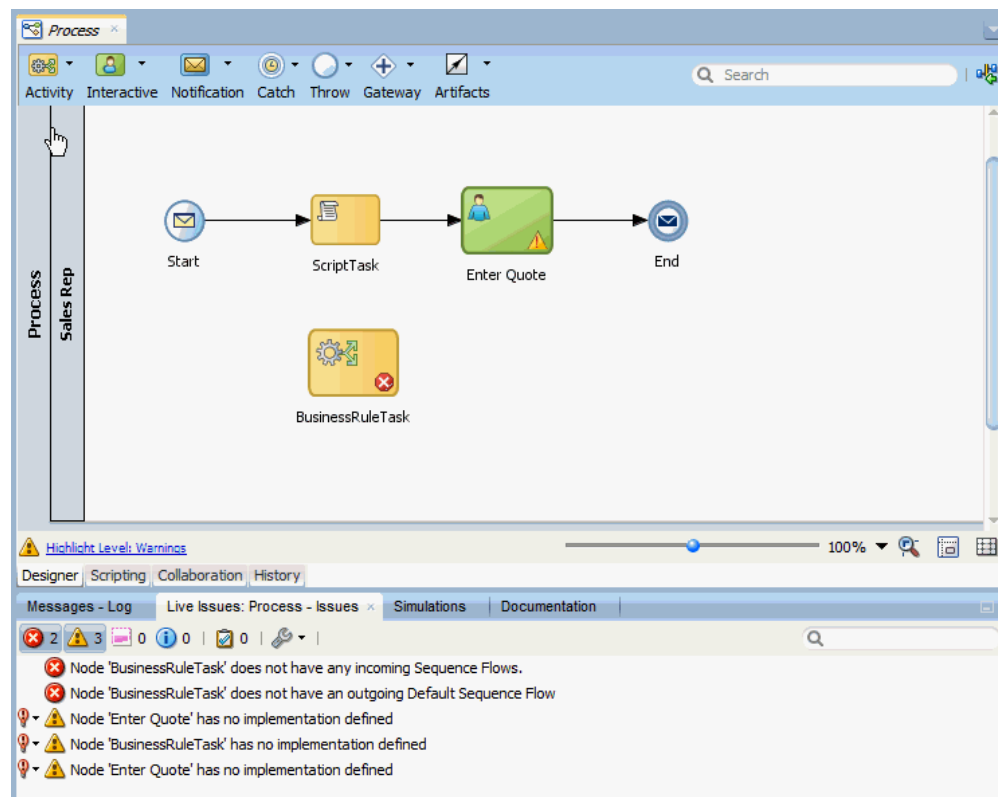 Process
Search
Activity Interactive Notification Catch Throw Gateway Artifacts
Process
Sales Rep
Start
ScriptTask
Enter Quote
End
BusinessRuleTask
Highlight Level: Warnings
100%
Designer Scripting Collaboration History
Messages - Log Live Issues: Process - Issues Simulations Documentation
2 3 0 0 0
Node 'BusinessRuleTask' does not have any incoming Sequence Flows.
Node 'BusinessRuleTask' does not have an outgoing Default Sequence Flow
Node 'Enter Quote' has no implementation defined
Node 'BusinessRuleTask' has no implementation defined
Node 'Enter Quote' has no implementation defined